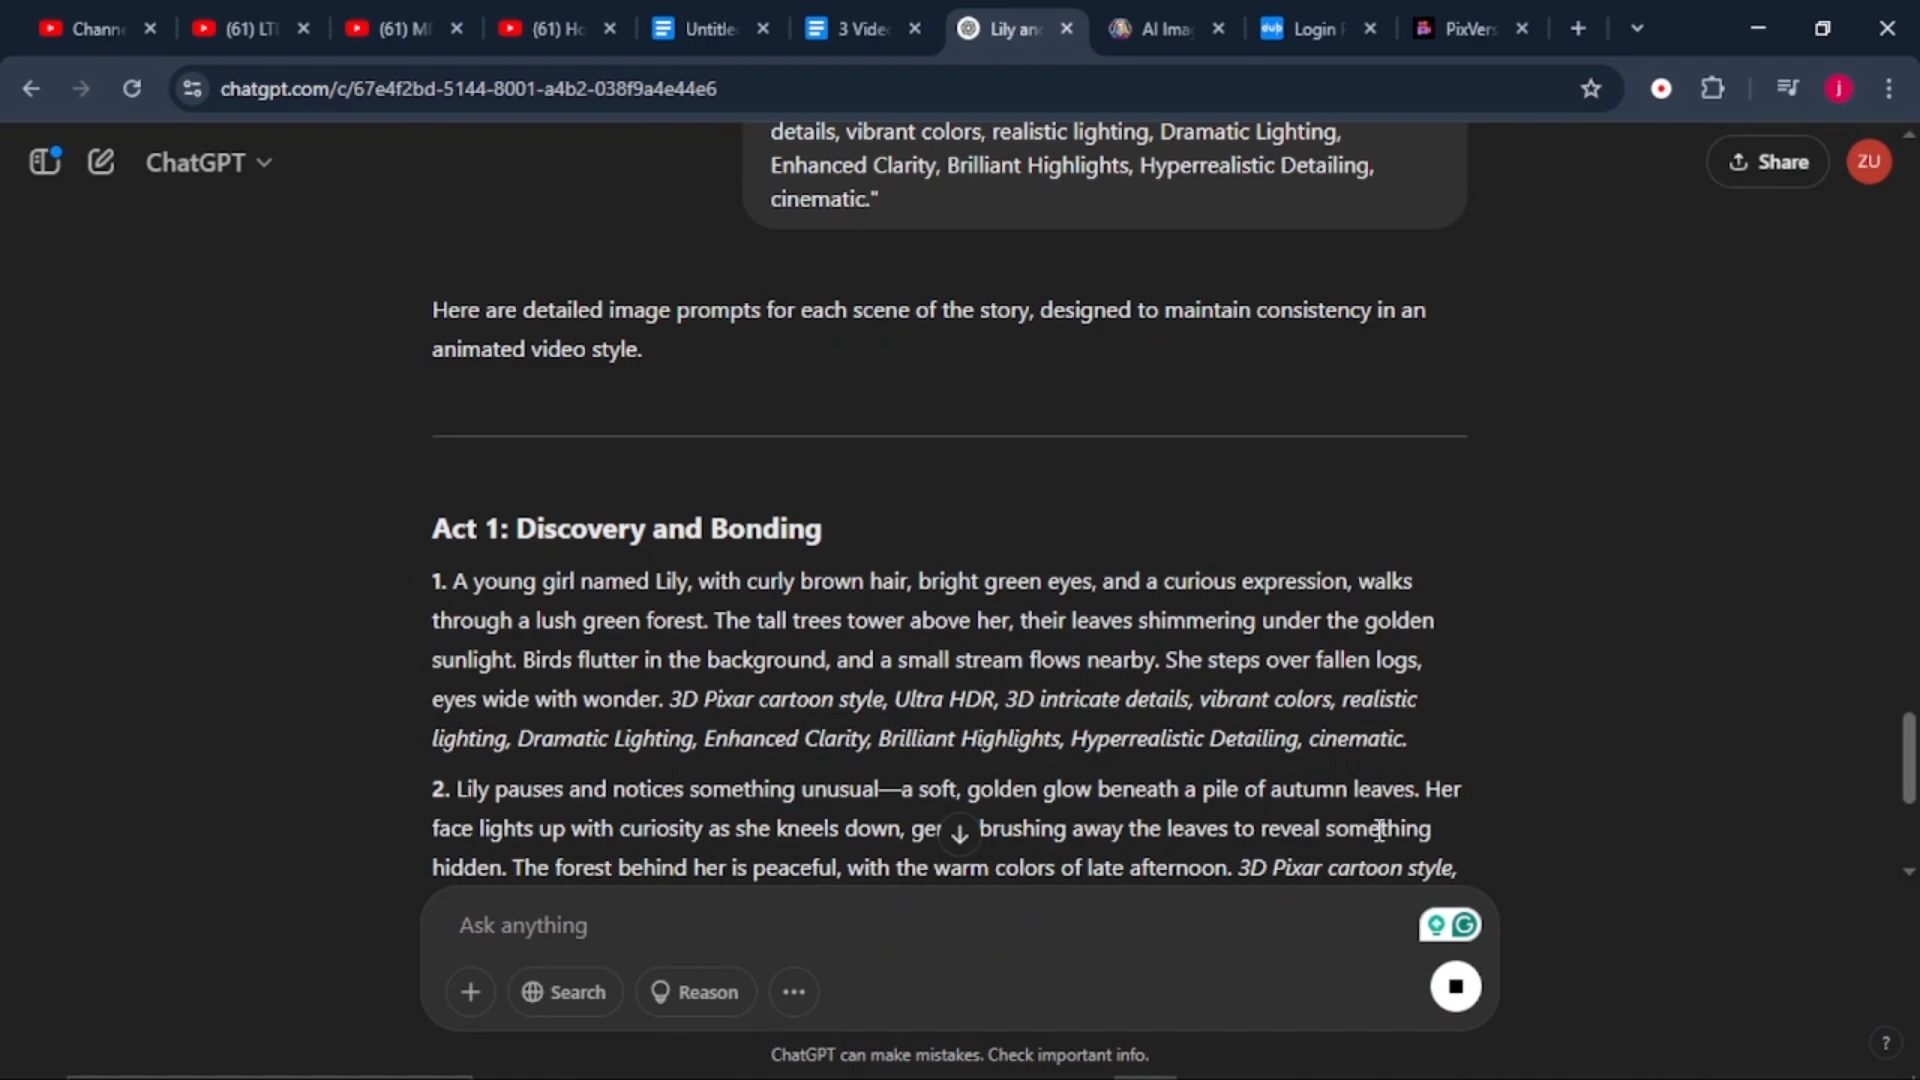 Chann
(61) LT
(61) M
(61) Ho
Untitle
3 Vide
Lily an
AI Ima
Login
PixVers
chatgpt.com/c/67e4f2bd-5144-8001-a4b2-038f9a4e44e6
j
ChatGPT
Share
ZU
details, vibrant colors, realistic lighting, Dramatic Lighting,
Enhanced Clarity, Brilliant Highlights, Hyperrealistic Detailing,
cinematic."
Here are detailed image prompts for each scene of the story, designed to maintain consistency in an
animated video style.
Act 1: Discovery and Bonding
1. A young girl named Lily, with curly brown hair, bright green eyes, and a curious expression, walks
through a lush green forest. The tall trees tower above her, their leaves shimmering under the golden
sunlight. Birds flutter in the background, and a small stream flows nearby. She steps over fallen logs,
eyes wide with wonder. 3D Pixar cartoon style, Ultra HDR, 3D intricate details, vibrant colors, realistic
lighting, Dramatic Lighting, Enhanced Clarity, Brilliant Highlights, Hyperrealistic Detailing, cinematic.
2. Lily pauses and notices something unusual—a soft, golden glow beneath a pile of autumn leaves. Her
face lights up with curiosity as she kneels down, ger brushing away the leaves to reveal something
hidden. The forest behind her is peaceful, with the warm colors of late afternoon. 3D Pixar cartoon style,
Ask anything
Search
Reason
ChatGPT can make mistakes. Check important info.
?